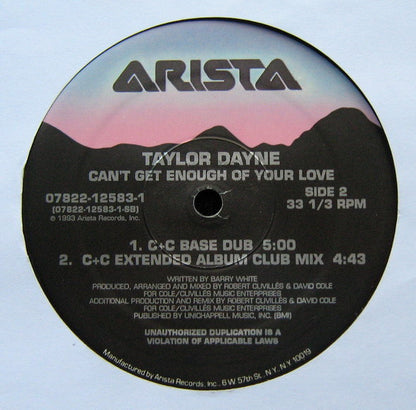 ARISTA
TAYLOR DAYNE
CAN'T GET ENOUGH OF YOUR LOVE
07822-12583-1
(07822-12583-1-SB)
℗ 1993 Arista Records, Inc.
SIDE 2
33 1/3 RPM
1. C+C BASE DUB 5:00
2. C+C EXTENDED ALBUM CLUB MIX 4:43
WRITTEN BY BARRY WHITE
PRODUCED, ARRANGED AND MIXED BY ROBERT CLIVILLÉS & DAVID COLE
FOR COLE/CLIVILLÉS MUSIC ENTERPRISES
ADDITIONAL PRODUCTION AND REMIX BY ROBERT CLIVILLÉS & DAVID COLE
FOR COLE/CLIVILLÉS MUSIC ENTERPRISES
PUBLISHED BY UNICHAPPELL MUSIC, INC. (BMI)
UNAUTHORIZED DUPLICATION IS A
VIOLATION OF APPLICABLE LAWS
Manufactured by Arista Records, Inc. 6 W 57th St., N.Y., N.Y. 10019